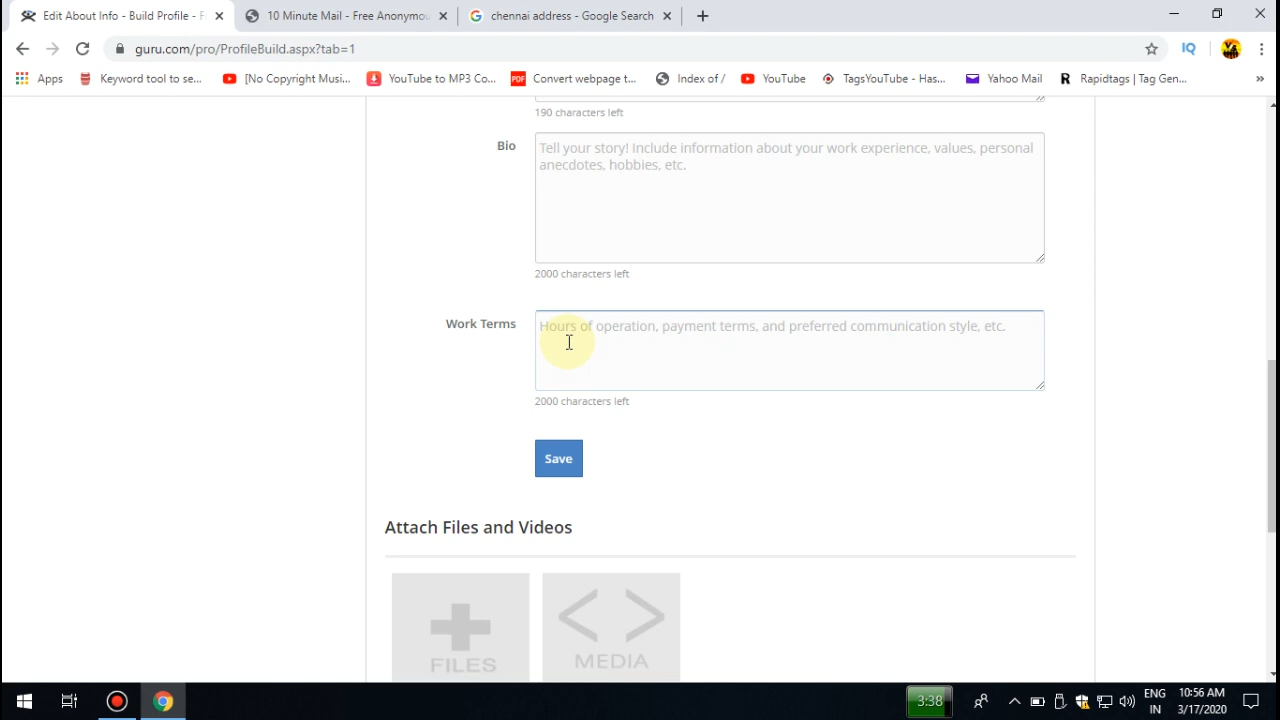 Edit About Info - Build Profile - F
10 Minute Mail - Free Anonymou
chennai address - Google Search
guru.com/pro/ProfileBuild.aspx?tab=1
IQ
Apps
Keyword tool to se...
[No Copyright Musi...
YouTube to MP3 Co...
PDF
Convert webpage t...
Index of /
YouTube
TagsYouTube - Has...
Yahoo Mail
R
Rapidtags | Tag Gen...
»
190 characters left
Bio
Tell your story! Include information about your work experience, values, personal
anecdotes, hobbies, etc.
2000 characters left
Work Terms
Hours of operation, payment terms, and preferred communication style, etc.
2000 characters left
Save
Attach Files and Videos
FILES
MEDIA
3:38
ENG
IN
10:56 AM
3/17/2020